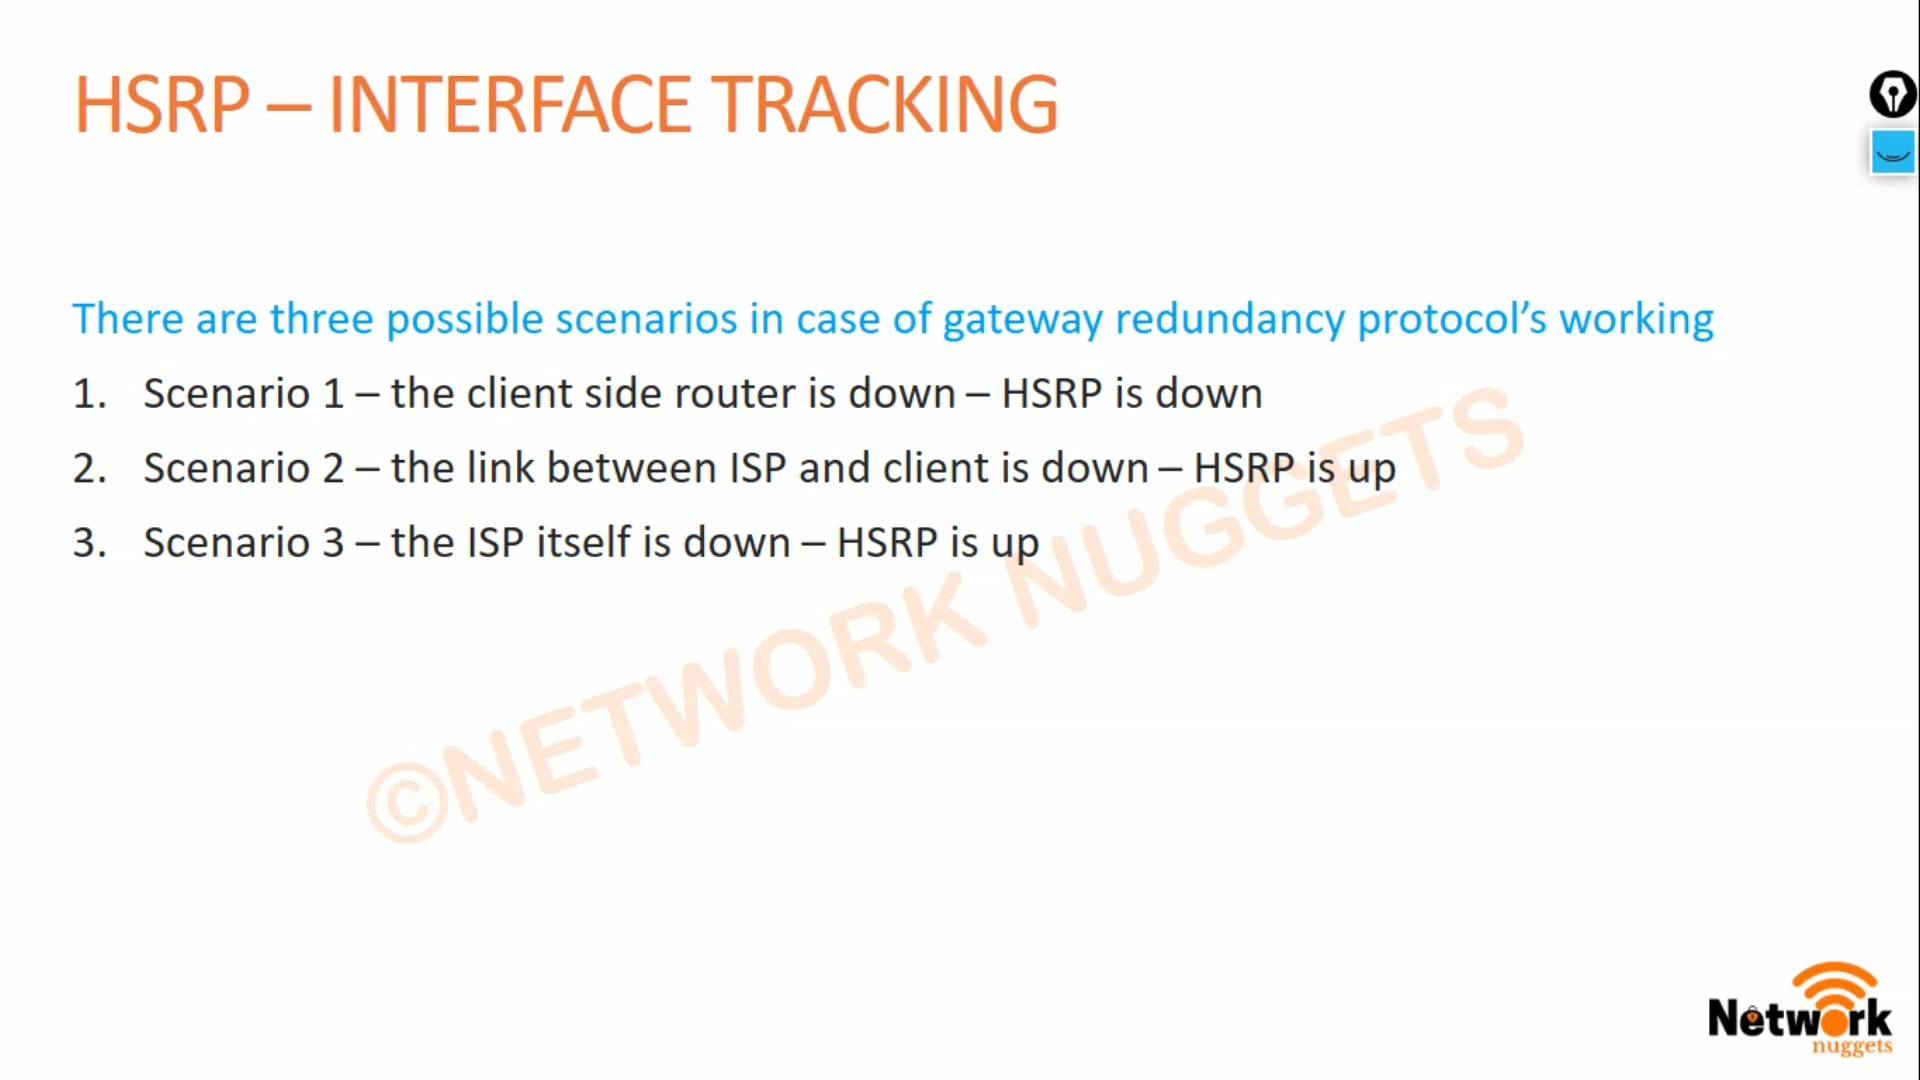 HSRP – INTERFACE TRACKING
There are three possible scenarios in case of gateway redundancy protocol’s working
1. Scenario 1 – the client side router is down – HSRP is down
2. Scenario 2 – the link between ISP and client is down – HSRP is up
3. Scenario 3 – the ISP itself is down – HSRP is up
©NETWORK NUGGETS
Network
nuggets